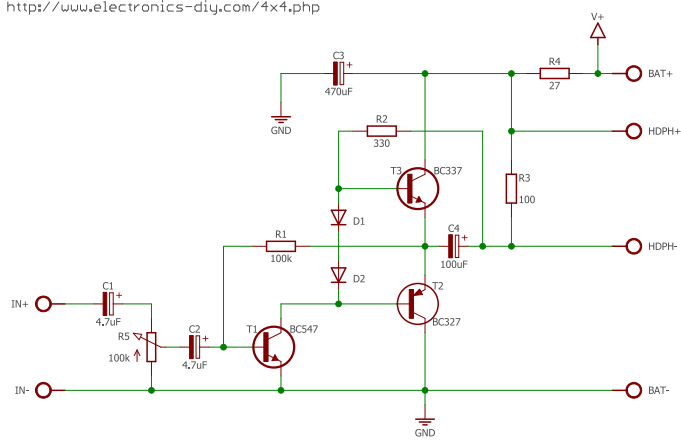 http://www.electronics-diy.com/4x4.php
V+
C3
+
470uF
R4
27
BAT+
GND
R2
330
HDPH+
T3
BC337
R3
100
D1
R1
100k
C4
+
100uF
HDPH-
D2
T2
BC327
C1
+
4.7uF
IN+
R5
100k
C2
+
4.7uF
T1
BC547
IN-
BAT-
GND